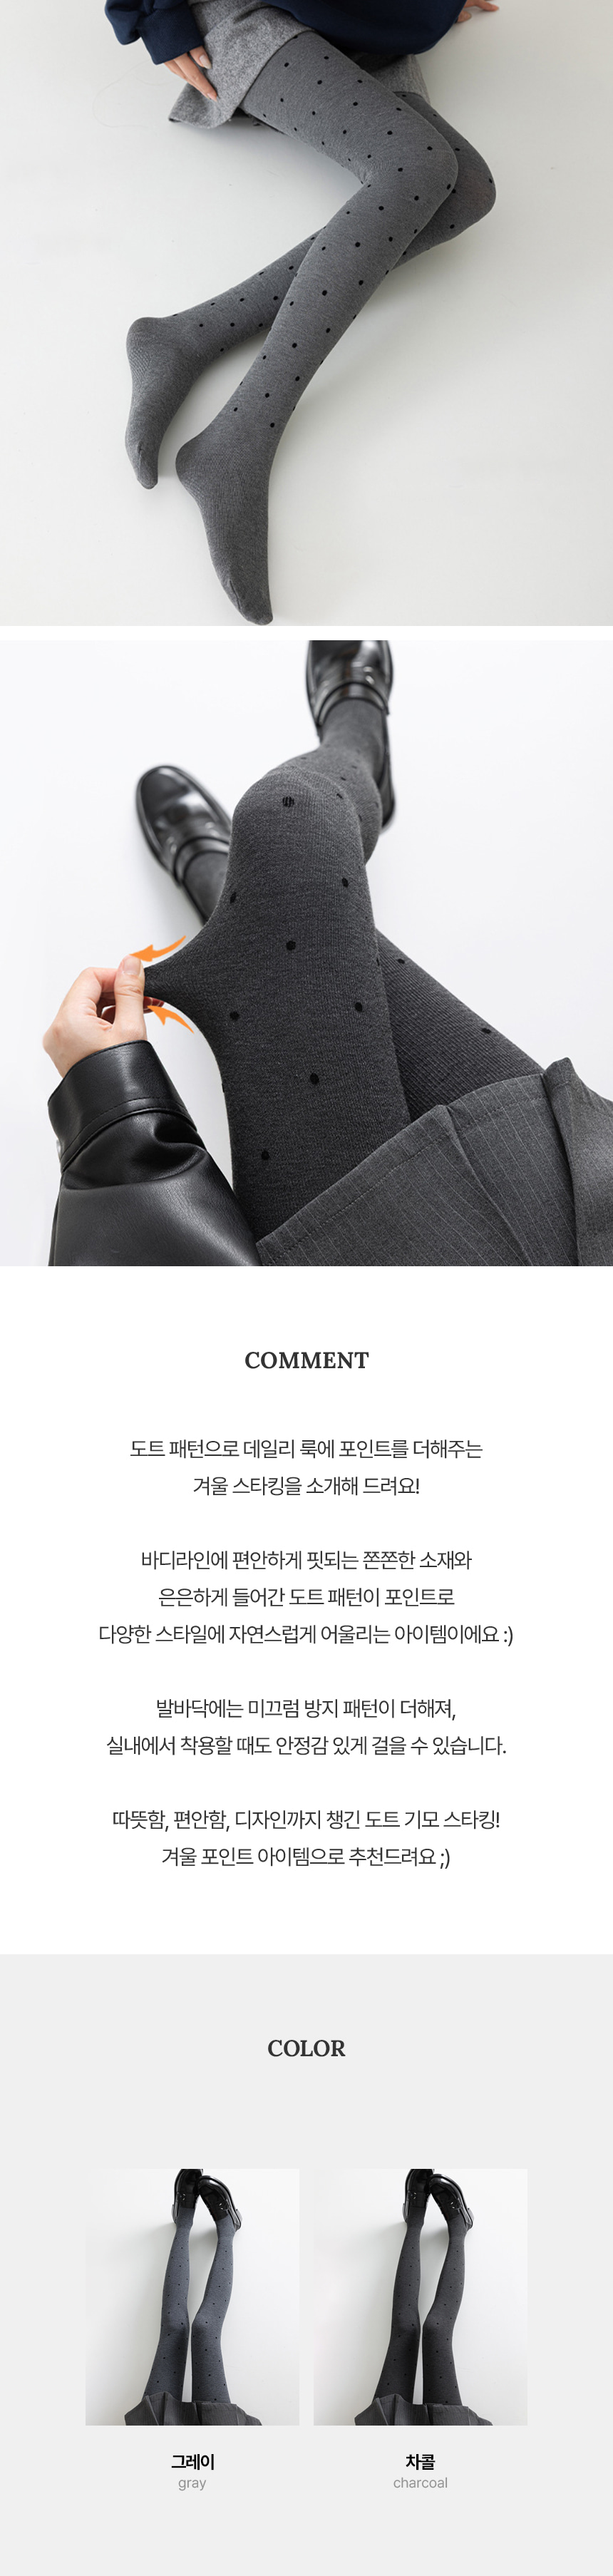 COMMENT
도트 패턴으로 데일리 룩에 포인트를 더해주는
겨울 스타킹을 소개해 드려요!
바디라인에 편안하게 핏되는 쫀쫀한 소재와
은은하게 들어간 도트 패턴이 포인트로
다양한 스타일에 자연스럽게 어울리는 아이템이에요 :)
발바닥에는 미끄럼 방지 패턴이 더해져,
실내에서 착용할 때도 안정감 있게 걸을 수 있습니다.
따뜻함, 편안함, 디자인까지 챙긴 도트 기모 스타킹!
겨울 포인트 아이템으로 추천드려요 ;)
COLOR
그레이
gray
차콜
charcoal